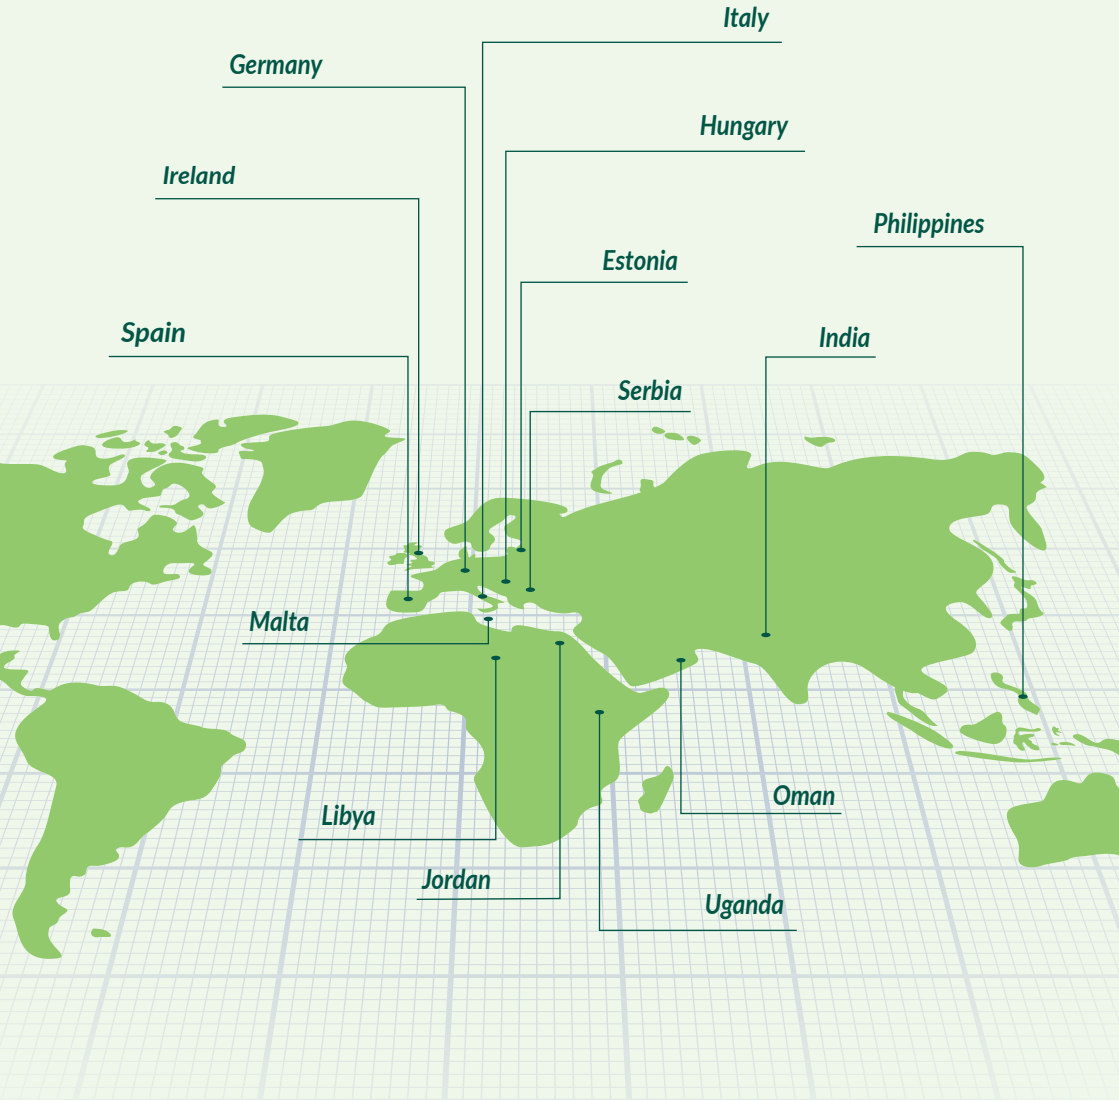 Italy
Germany
Hungary
Ireland
Philippines
Estonia
Spain
India
Serbia
Malta
Oman
Libya
Jordan
Uganda